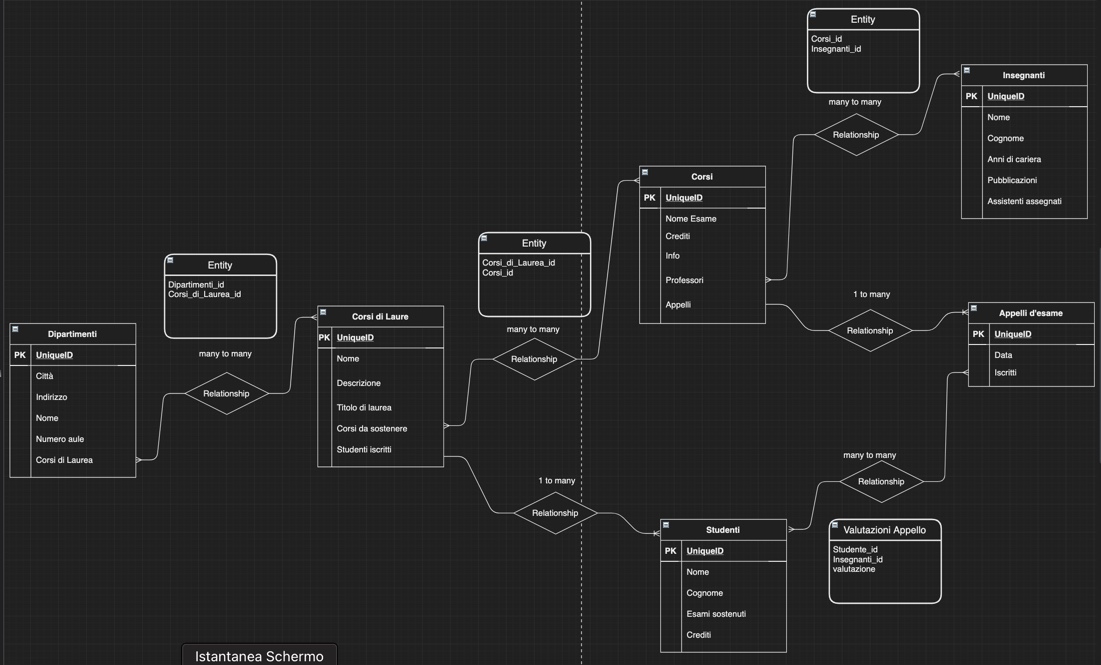 Entity
Corsi_id
Insegnanti_id
many to many
Relationship
Insegnanti
PK UniqueID
Nome
Cognome
Anni di cariera
Pubblicazioni
Assistenti assegnati
Corsi
PK UniqueID
Nome Esame
Crediti
Info
Professori
Appelli
Entity
Corsi_di_Laurea_id
Corsi_id
many to many
Relationship
Entity
Dipartimenti_id
Corsi_di_Laurea_id
many to many
Relationship
Dipartimenti
PK UniqueID
Città
Indirizzo
Nome
Numero aule
Corsi di Laurea
Corsi di Laure
PK UniqueID
Nome
Descrizione
Titolo di laurea
Corsi da sostenere
Studenti iscritti
1 to many
Relationship
Appelli d'esame
PK UniqueID
Data
Iscritti
many to many
Relationship
1 to many
Relationship
Studenti
PK UniqueID
Nome
Cognome
Esami sostenuti
Crediti
Valutazioni Appello
Studente_id
Insegnanti_id
valutazione
Istantanea Schermo